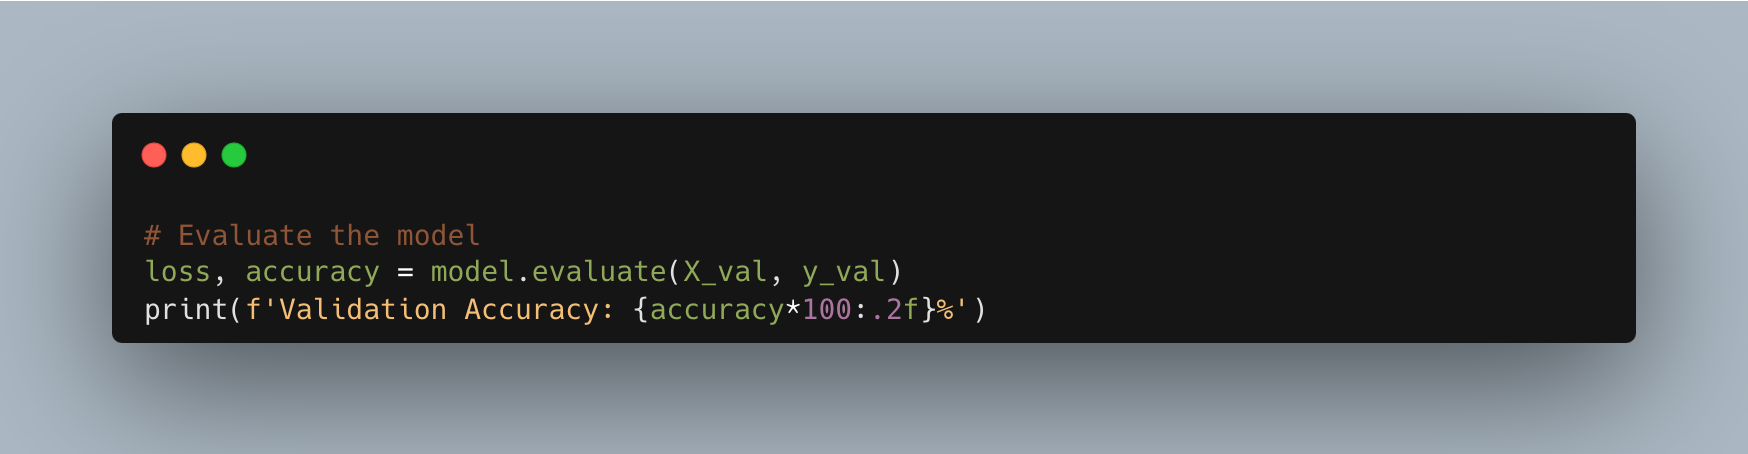 # Evaluate the model
loss, accuracy = model.evaluate(X_val, y_val)
print(f'Validation Accuracy: {accuracy*100:.2f}%')